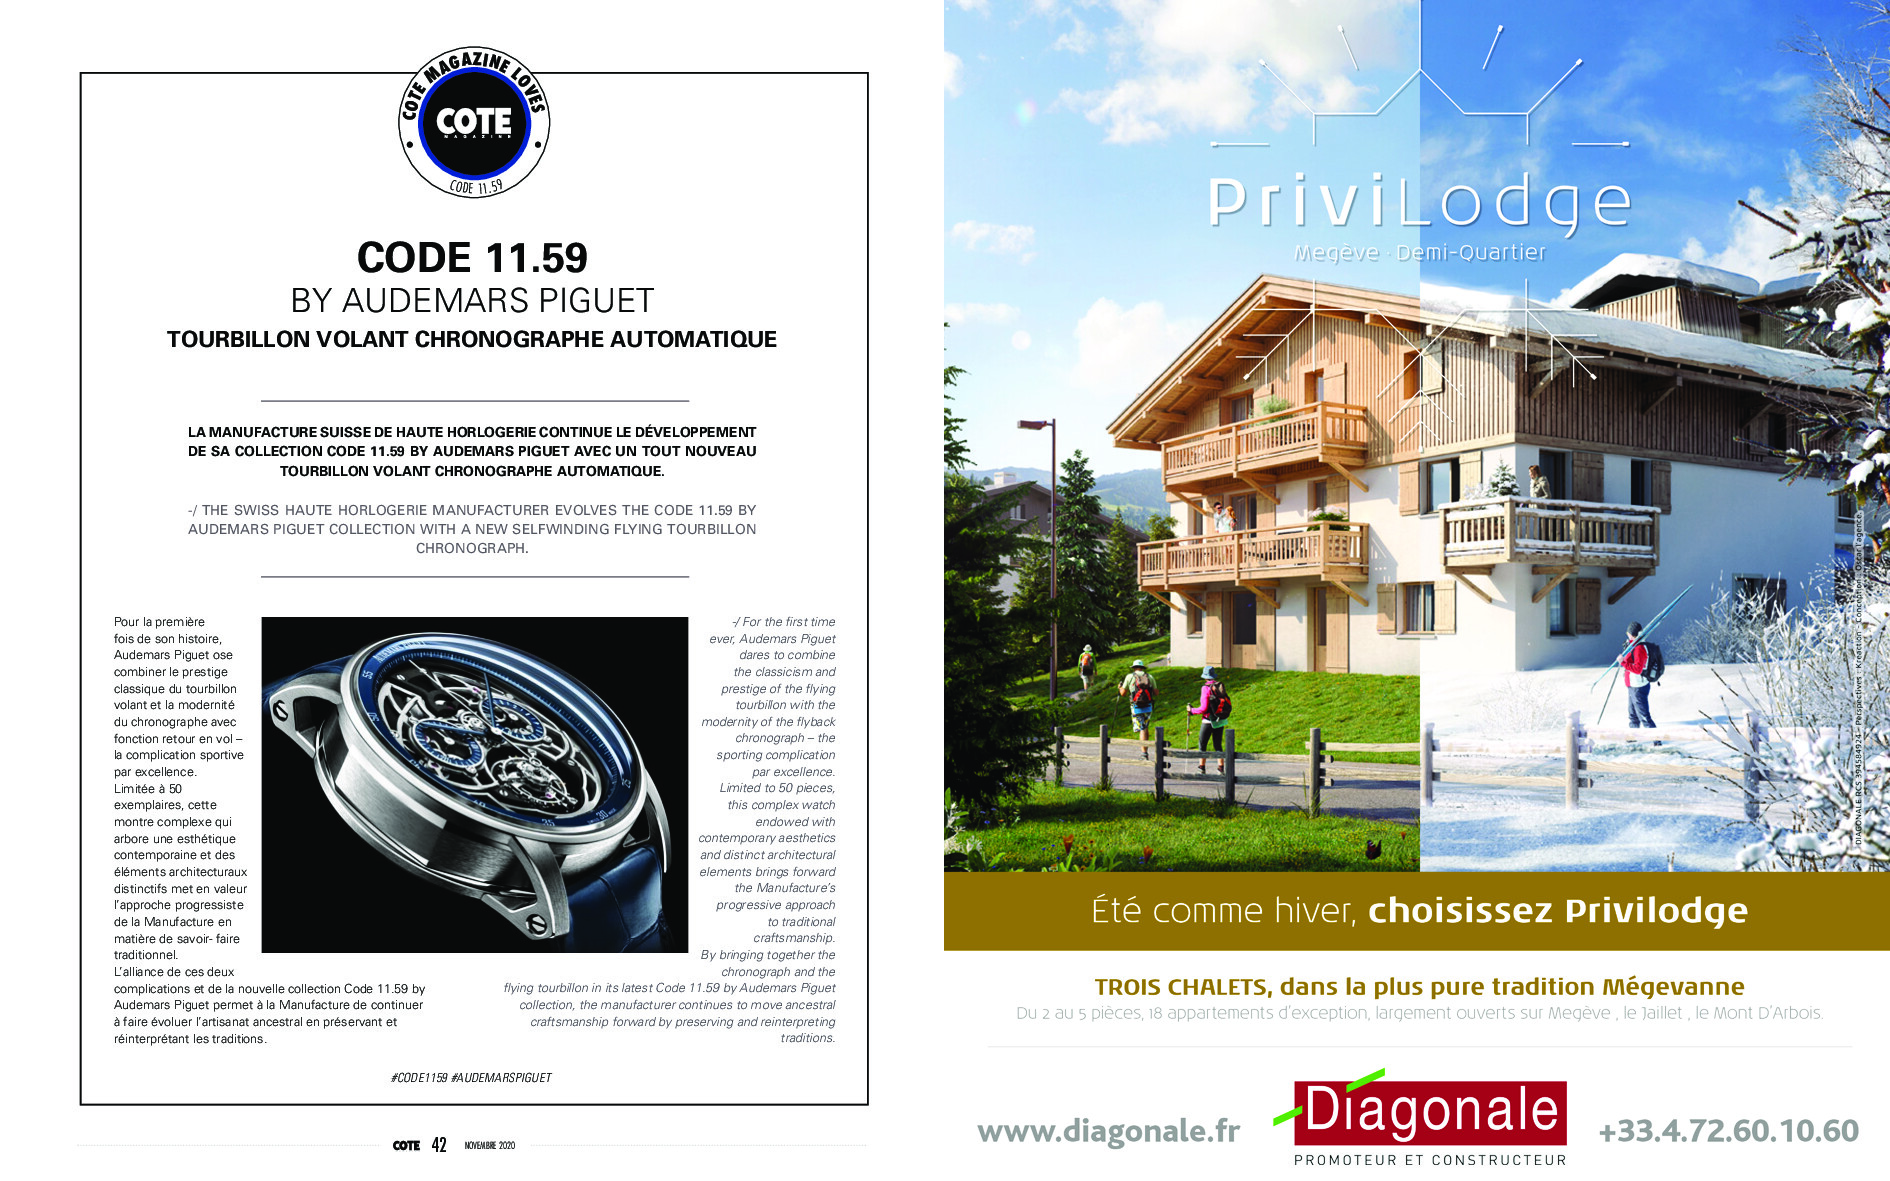 COTE MAGAZINE LOVES
COTE
MAGAZINE
CODE 11.59
CODE 11.59
BY AUDEMARS PIGUET
TOURBILLON VOLANT CHRONOGRAPHE AUTOMATIQUE
LA MANUFACTURE SUISSE DE HAUTE HORLOGERIE CONTINUE LE DÉVELOPPEMENT
DE SA COLLECTION CODE 11.59 BY AUDEMARS PIGUET AVEC UN TOUT NOUVEAU
TOURBILLON VOLANT CHRONOGRAPHE AUTOMATIQUE.
-/ THE SWISS HAUTE HORLOGERIE MANUFACTURER EVOLVES THE CODE 11.59 BY
AUDEMARS PIGUET COLLECTION WITH A NEW SELFWINDING FLYING TOURBILLON
CHRONOGRAPH.
Pour la première
fois de son histoire,
Audemars Piguet ose
combiner le prestige
classique du tourbillon
volant et la modernité
du chronographe avec
fonction retour en vol –
la complication sportive
par excellence.
Limitée à 50
exemplaires, cette
montre complexe qui
arbore une esthétique
contemporaine et des
éléments architecturaux
distinctifs met en valeur
l'approche progressiste
de la Manufacture en
matière de savoir- faire
traditionnel.
L'alliance de ces deux
complications et de la nouvelle collection Code 11.59 by
Audemars Piguet permet à la Manufacture de continuer
à faire évoluer l'artisanat ancestral en préservant et
réinterprétant les traditions.
-/ For the first time
ever, Audemars Piguet
dares to combine
the classicism and
prestige of the flying
tourbillon with the
modernity of the flyback
chronograph – the
sporting complication
par excellence.
Limited to 50 pieces,
this complex watch
endowed with
contemporary aesthetics
and distinct architectural
elements brings forward
the Manufacture's
progressive approach
to traditional
craftsmanship.
By bringing together the
chronograph and the
flying tourbillon in its latest Code 11.59 by Audemars Piguet
collection, the manufacturer continues to move ancestral
craftsmanship forward by preserving and reinterpreting
traditions.
#CODE1159 #AUDEMARSPIGUET
COTE 42 NOVEMBRE 2020
PriviLodge
Megève · Demi-Quartier
DIAGONALE RCS 394584924 - Perspectives : Kreaction - Conception : Oscar l'agence
Été comme hiver, choisissez Privilodge
TROIS CHALETS, dans la plus pure tradition Mégevanne
Du 2 au 5 pièces, 18 appartements d'exception, largement ouverts sur Megève , le Jaillet , le Mont D'Arbois.
www.diagonale.fr
Diagonale
PROMOTEUR ET CONSTRUCTEUR
+33.4.72.60.10.60